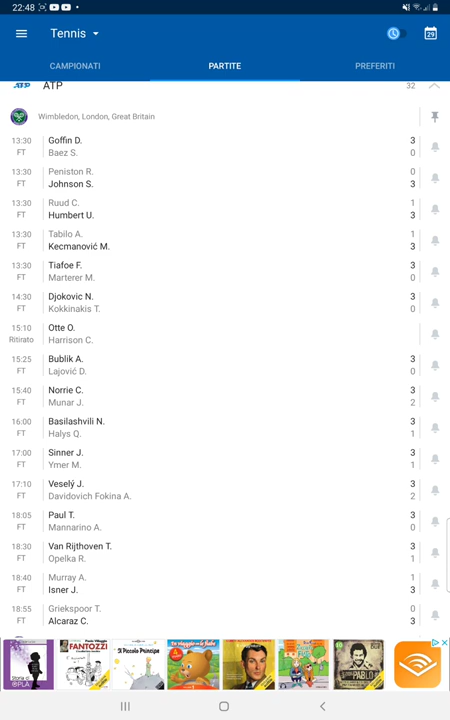 22:48
Tennis
29
CAMPIONATI PARTITE PREFERITI
ATP ATP 32
Wimbledon, London, Great Britain
13:30 Goffin D. 3
FT Baez S. 0
13:30 Peniston R. 0
FT Johnson S. 3
13:30 Ruud C. 1
FT Humbert U. 3
13:30 Tabilo A. 1
FT Kecmanović M. 3
13:30 Tiafoe F. 3
FT Marterer M. 0
14:30 Djokovic N. 3
FT Kokkinakis T. 0
15:10 Otte O.
Ritirato Harrison C.
15:25 Bublik A. 3
FT Lajović D. 0
15:40 Norrie C. 3
FT Munar J. 2
16:00 Basilashvili N. 3
FT Halys Q. 1
17:00 Sinner J. 3
FT Ymer M. 1
17:10 Veselý J. 3
FT Davidovich Fokina A. 2
18:05 Paul T. 3
FT Mannarino A. 0
18:30 Van Rijthoven T. 3
FT Opelka R. 1
18:40 Murray A. 1
FT Isner J. 3
18:55 Griekspoor T. 0
FT Alcaraz C. 3
FANTOZZI
Il Piccolo Principe
PABLO